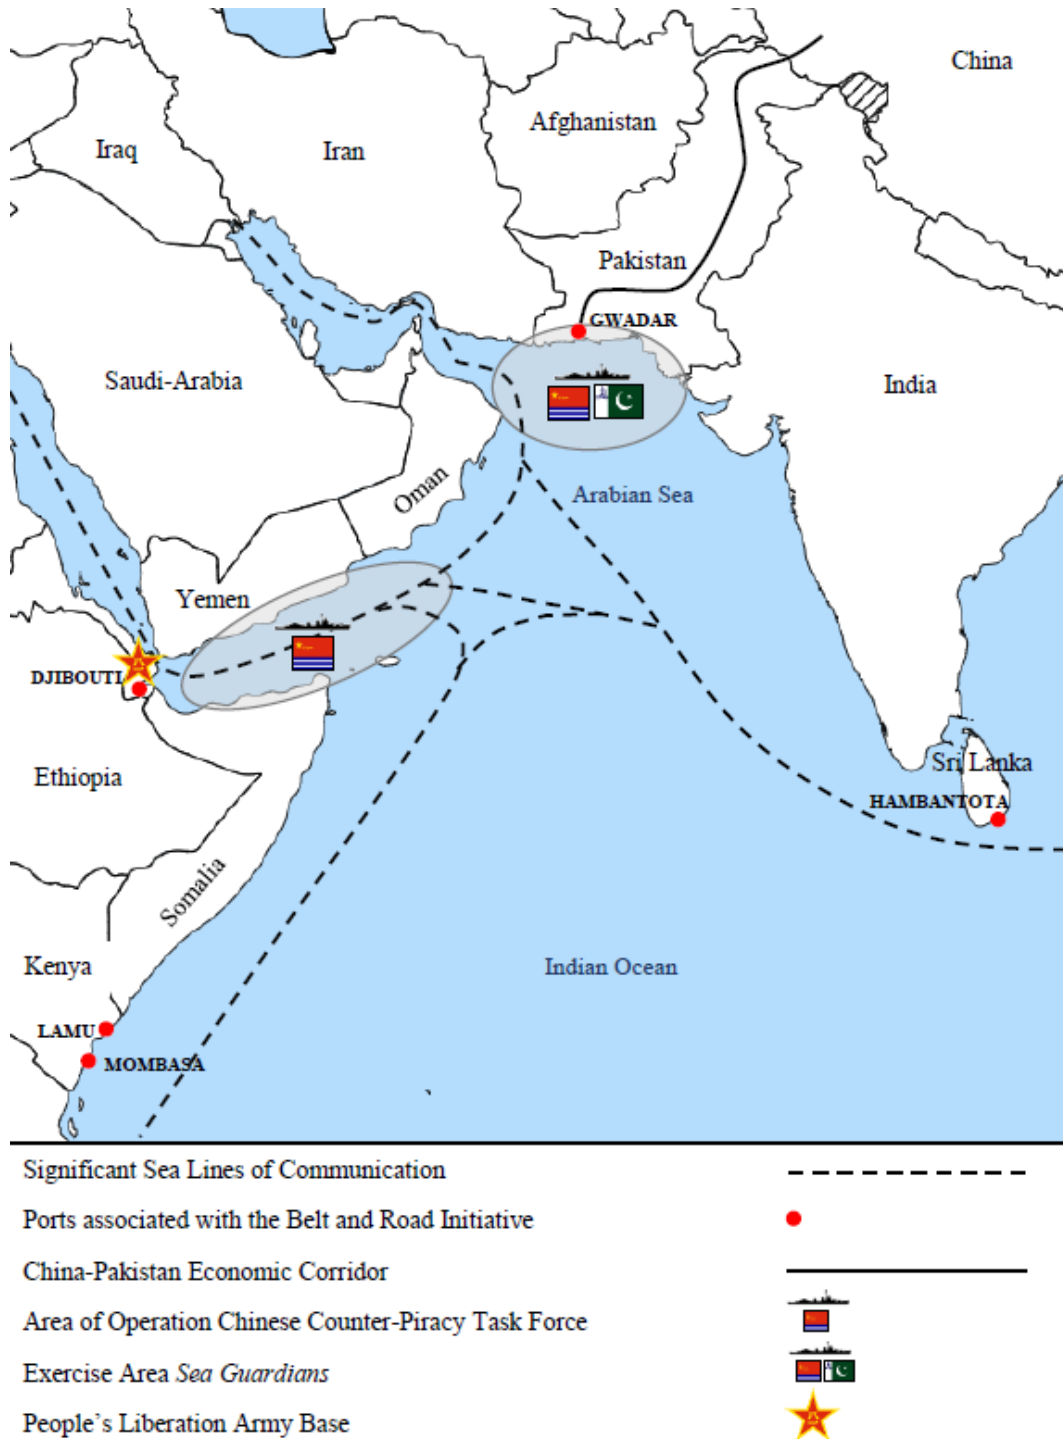 China
Afghanistan
Iraq
Iran
Pakistan
GWADAR
Saudi-Arabia
India
Oman
Arabian Sea
Yemen
DJIBOUTI
Ethiopia
Sri Lanka
HAMBANTOTA
Somalia
Kenya
Indian Ocean
LAMU
MOMBASA
Significant Sea Lines of Communication
Ports associated with the Belt and Road Initiative
China-Pakistan Economic Corridor
Area of Operation Chinese Counter-Piracy Task Force
Exercise Area Sea Guardians
People’s Liberation Army Base